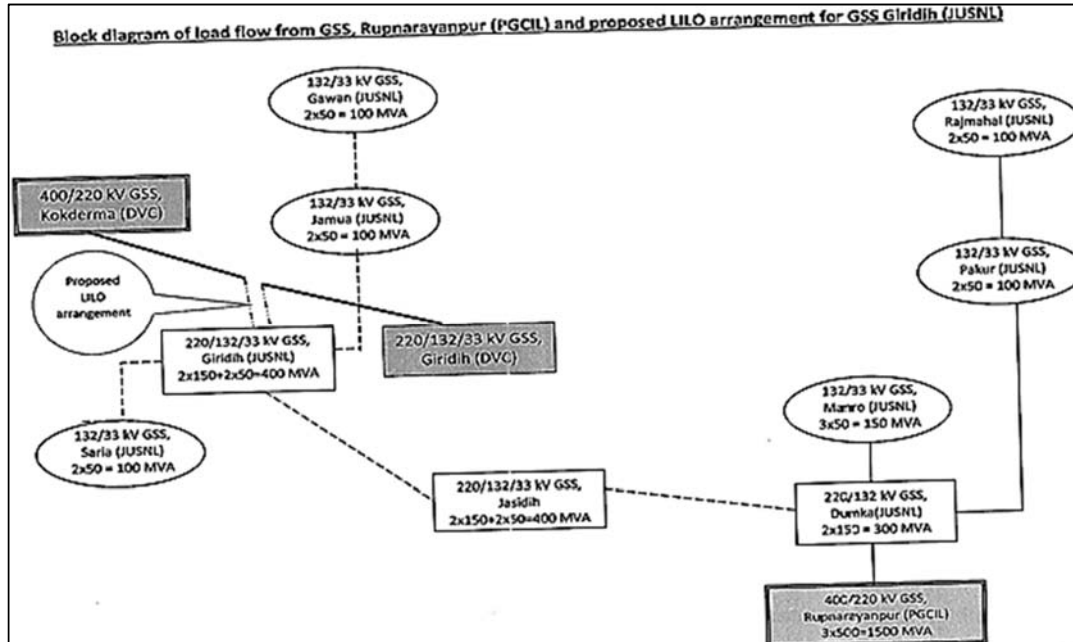 Block diagram of load flow from GSS, Rupnarayanpur (PGCIL) and proposed LILO arrangement for GSS Giridih (JUSNL)
132/33 kV GSS,
Gawan (JUSNL)
2x50 = 100 MVA
132/33 kV GSS,
Rajmahal (JUSNL)
2x50 = 100 MVA
400/220 kV GSS,
Kokderma (DVC)
132/33 kV GSS,
Jamua (JUSNL)
2x50 = 100 MVA
132/33 kV GSS,
Pakur (JUSNL)
2x50 = 100 MVA
Proposed
LILO
arrangement
220/132/33 kV GSS,
Giridih (JUSNL)
2x150+2x50=400 MVA
220/132/33 kV GSS,
Giridih (DVC)
132/33 kV GSS,
Saria (JUSNL)
2x50 = 100 MVA
132/33 kV GSS,
(JUSNL)
3x50 = 150 MVA
220/132/33 kV GSS,
Jasidih
2x150+2x50=400 MVA
220/132 kV GSS,
Dumka(JUSNL)
2x150 = 300 MVA
400/220 kV GSS,
Rupnarayanpur (PGCIL)
3x500=1500 MVA